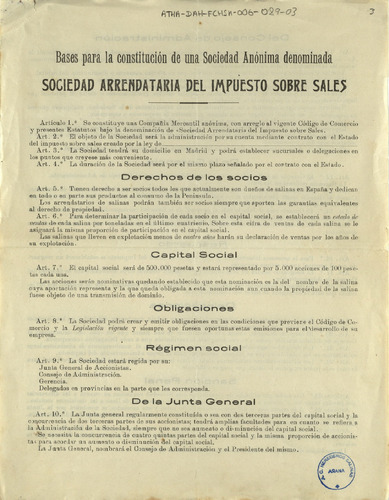 ATHA-DAH-FCHSA-006-029-03
3
Bases para la constitución de una Sociedad Anónima denominada
SOCIEDAD ARRENDATARIA DEL IMPUESTO SOBRE SALES
Artículo 1.º Se constituye una Compañía Mercantil anónima, con arreglo al vigente Código de Comercio
y presentes Estatutos bajo la denominación de «Sociedad Arrendataria del Impuesto sobre Sales.
Art. 2.º El objeto de la Sociedad será la administración por su cuenta mediante contrato con el Estado
del impuesto sobre sales creado por la ley de
Art. 3.º La Sociedad tendrá su domicilio en Madrid y podrá establecer sucursales o delegaciones en
los puntos que creyese más conveniente.
Art. 4.º La duración de la Sociedad será por el mismo plazo señalado por el contrato con el Estado.
Derechos de los socios
Art. 5.º Tienen derecho a ser socios todos los que actualmente son dueños de salinas en España y dedican
en todo o en parte sus productos al consumo de la Península.
Los arrendatarios de salinas podrán también ser socios siempre que aporten las garantías equivalentes
al derecho de propiedad.
Art. 6.º Para determinar la participación de cada socio en el capital social, se establecerá un estado de
ventas de cada salina por toneladas en el último Sobre esta cifra de ventas de cada salina se le
asignará la misma proporción de participación en el capital social.
Las salinas que lleven en explotación menos de cuatro años harán su declaración de ventas por los años de
su explotación.
Capital Social
Art. 7.º El capital social será de 500.000 pesetas y estará representado por 5.000 acciones de 100 pesetas
cada una.
Las acciones serán nominativas quedando establecido que esta nominación es la del nombre de la salina
cuya aportación representa y la que queda obligada a esta nominación aun cuando la propiedad de la salina
fuese objeto de una transmisión de dominio.
Obligaciones
Art. 8.º La Sociedad podrá crear y emitir obligaciones en las condiciones que previene el Código de Comercio
y la Legislación vigente y siempre que fuesen oportunas estas emisiones para el desarrollo de su
empresa.
Régimen social
Art. 9.º La Sociedad estará regida por su:
Junta General de Accionistas.
Consejo de Administración.
Gerencia.
Delegados en provincias en la parte que les corresponda.
De la Junta General
Art. 10.º La Junta general regularmente constituída o sea con dos terceras partes del capital social y la
concurrencia de dos terceras partes de sus accionistas; tendrá amplias facultades para en cuanto se refiera a
la Administración de la Sociedad, siempre que no sea aumento o disminución del capital social.
Se necesita la concurrencia de cuatro quintas partes del capital social y la misma proporción de accionistas
para acordar un aumento o disminución del capital social.
La Junta General, nombrará el Consejo de Administración y el Presidente del mismo.
AÑANA